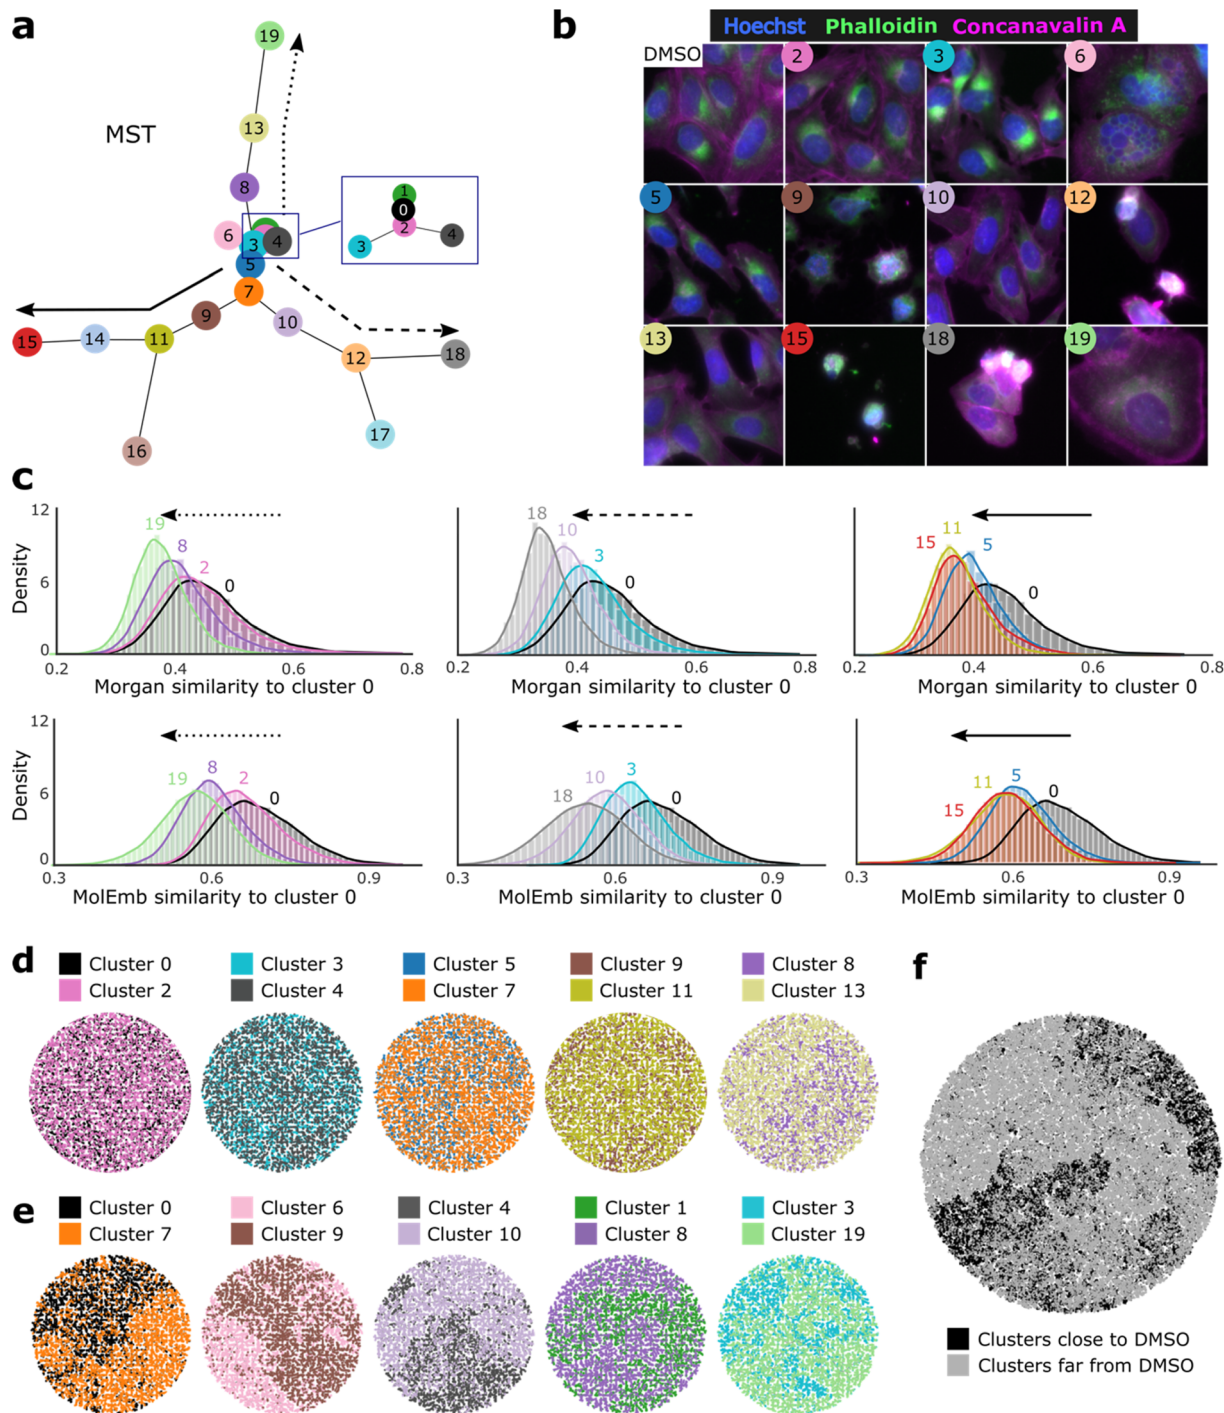 a
MST
19
13
8
6
3
4
5
7
9
10
11
14
15
12
18
16
17
1
0
2
3
4
b
Hoechst Phalloidin Concanavalin A
DMSO 2 3 6
5 9 10 12
13 15 18 19
c
Density
12
6
0
19
8
2
0
0.2 0.4 0.6 0.8
Morgan similarity to cluster 0
18
10
3
0
0.2 0.4 0.6 0.8
Morgan similarity to cluster 0
15
11
5
0
0.2 0.4 0.6 0.8
Morgan similarity to cluster 0
Density
12
6
0
19
8
2
0
0.3 0.6 0.9
MolEmb similarity to cluster 0
18
10
3
0
0.3 0.6 0.9
MolEmb similarity to cluster 0
15
11
5
0
0.3 0.6 0.9
MolEmb similarity to cluster 0
d
Cluster 0 Cluster 3 Cluster 5 Cluster 9 Cluster 8
Cluster 2 Cluster 4 Cluster 7 Cluster 11 Cluster 13
e
Cluster 0 Cluster 6 Cluster 4 Cluster 1 Cluster 3
Cluster 7 Cluster 9 Cluster 10 Cluster 8 Cluster 19
f
Clusters close to DMSO
Clusters far from DMSO